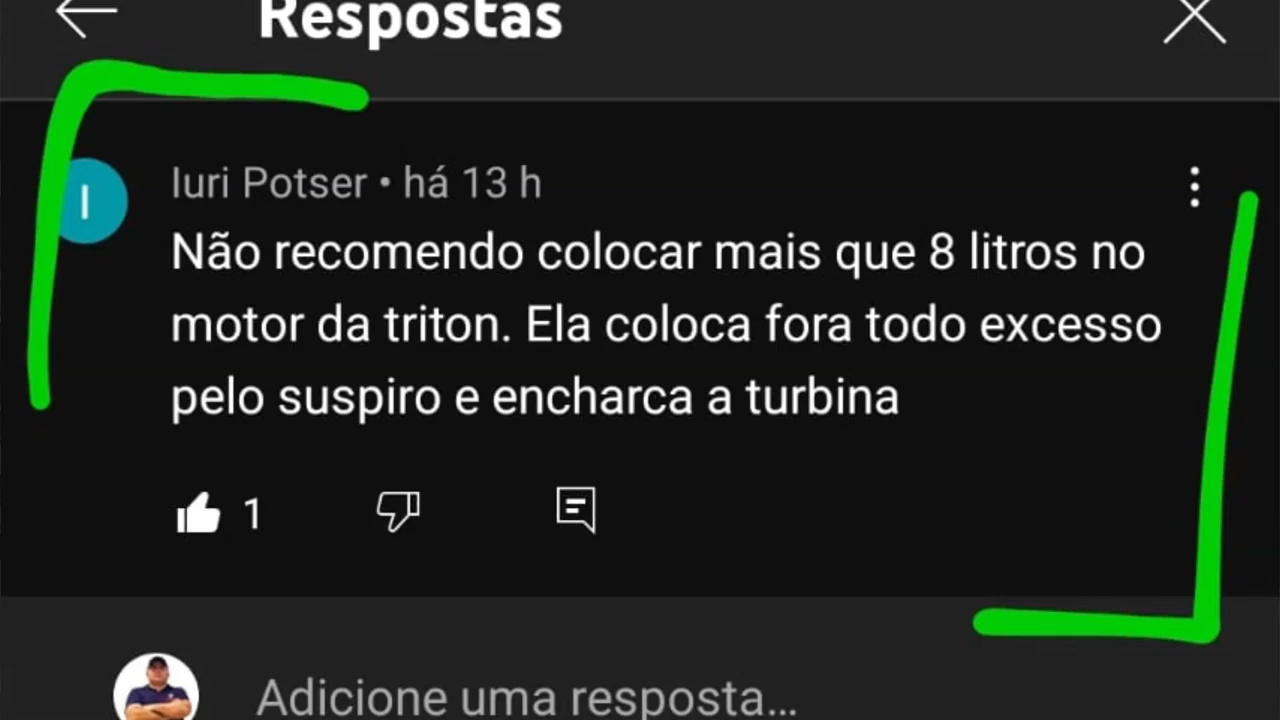 Respostas
I
Iuri Potser • há 13 h
Não recomendo colocar mais que 8 litros no
motor da triton. Ela coloca fora todo excesso
pelo suspiro e encharca a turbina
1
Adicione uma resposta...